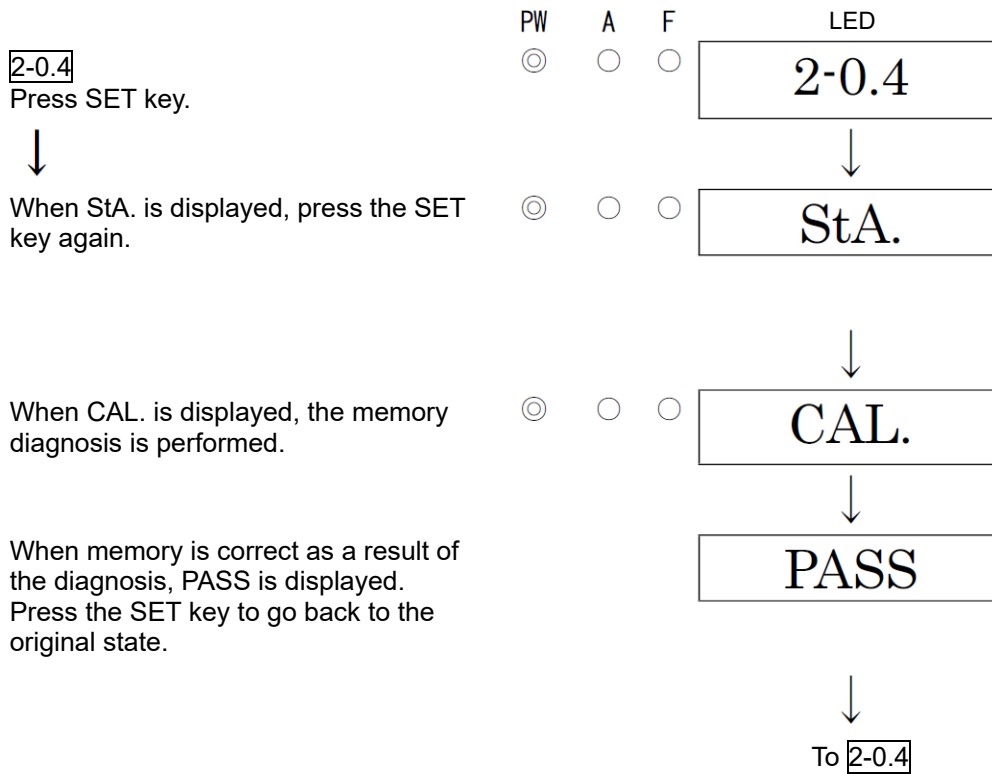 PW A F LED
2-0.4
Press SET key.
2-0.4
When StA. is displayed, press the SET
key again.
StA.
When CAL. is displayed, the memory
diagnosis is performed.
CAL.
When memory is correct as a result of
the diagnosis, PASS is displayed.
Press the SET key to go back to the
original state.
PASS
To 2-0.4